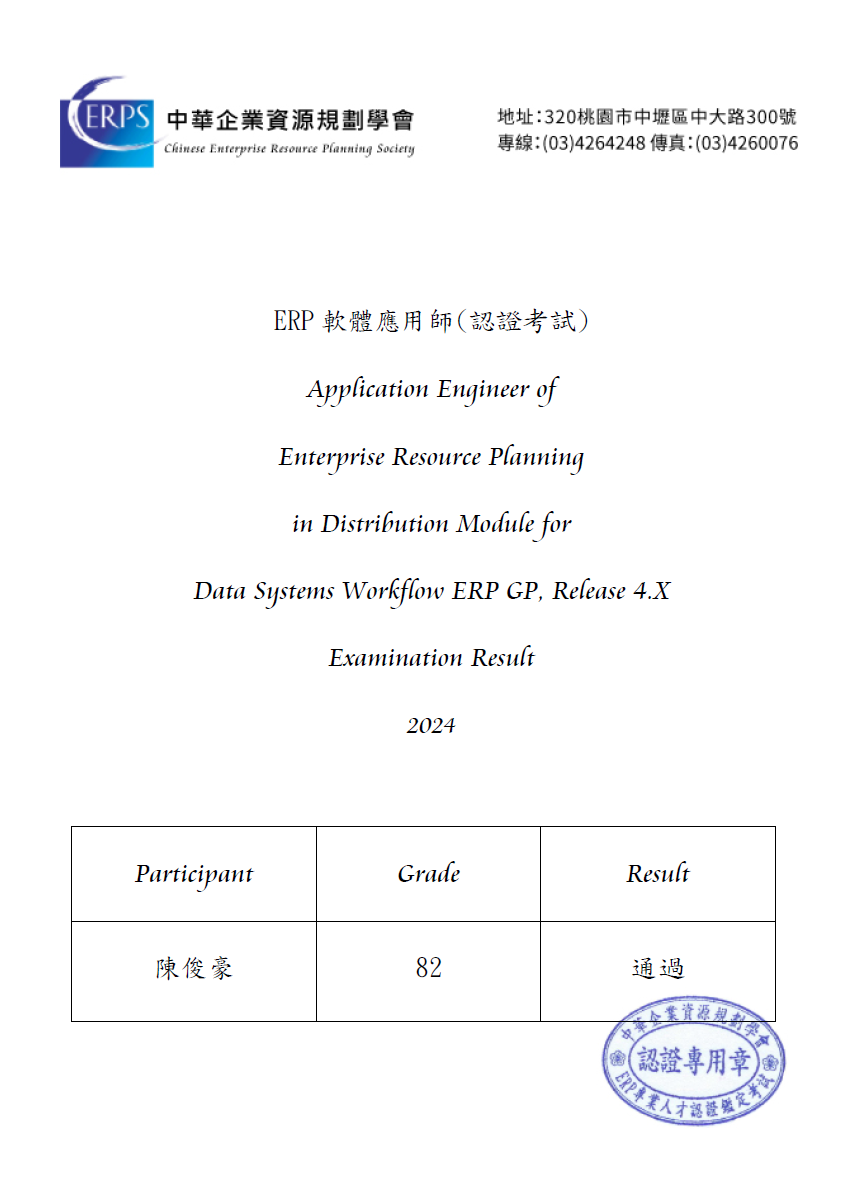 ERPS
中華企業資源規劃學會
Chinese Enterprise Resource Planning Society
地址：320桃園市中壢區中大路300號
專線：(03)4264248 傳真：(03)4260076
ERP 軟體應用師(認證考試)
Application Engineer of
Enterprise Resource Planning
in Distribution Module for
Data Systems Workflow ERP GP, Release 4.X
Examination Result
2024
Participant Grade Result
陳俊豪 82 通過
中華企業資源規劃學會
認證專用章
ERP專業人才認證鑑定考試